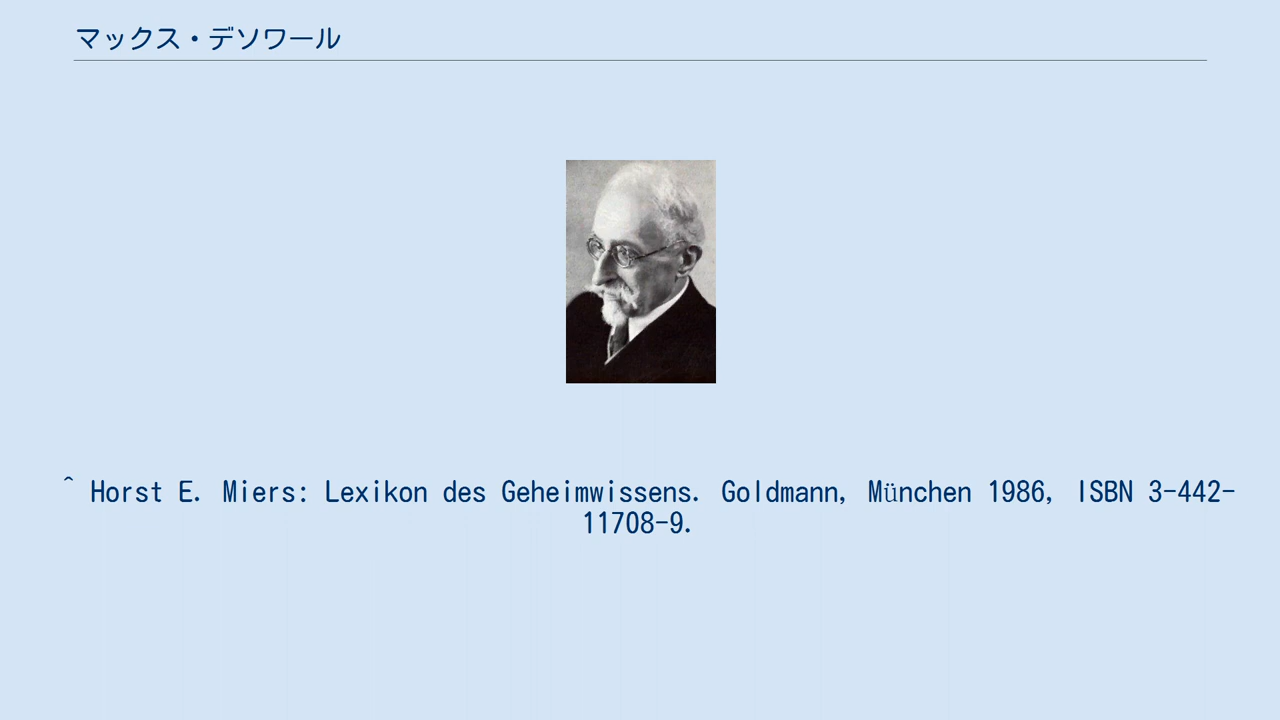 マックス・デソワール
^ Horst E. Miers: Lexikon des Geheimwissens. Goldmann, München 1986, ISBN 3-442-
11708-9.